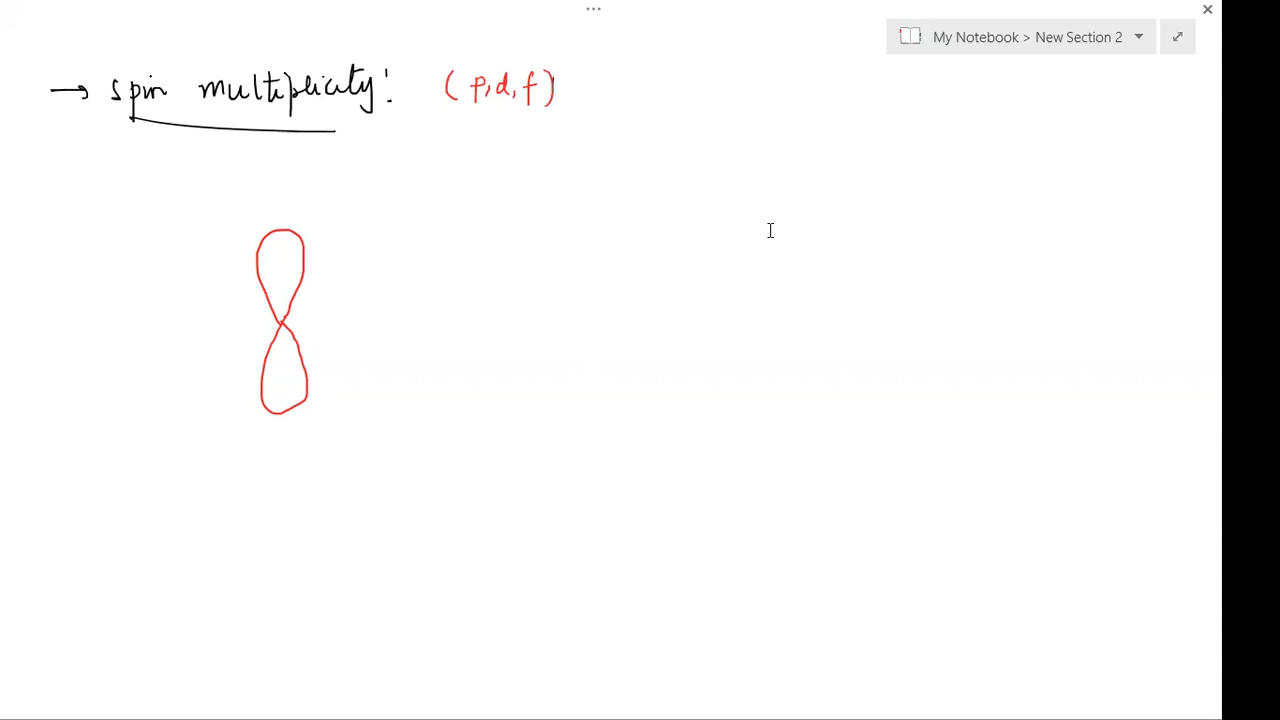 My Notebook > New Section 2
→ spin multiplicity: (p,d,f)